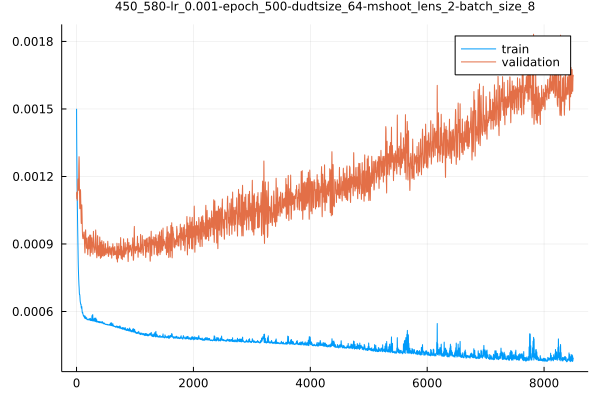 450_580-lr_0.001-epoch_500-dudtsize_64-mshoot_lens_2-batch_size_8
0.0018
train
validation
0.0015
0.0012
0.0009
0.0006
0 2000 4000 6000 8000